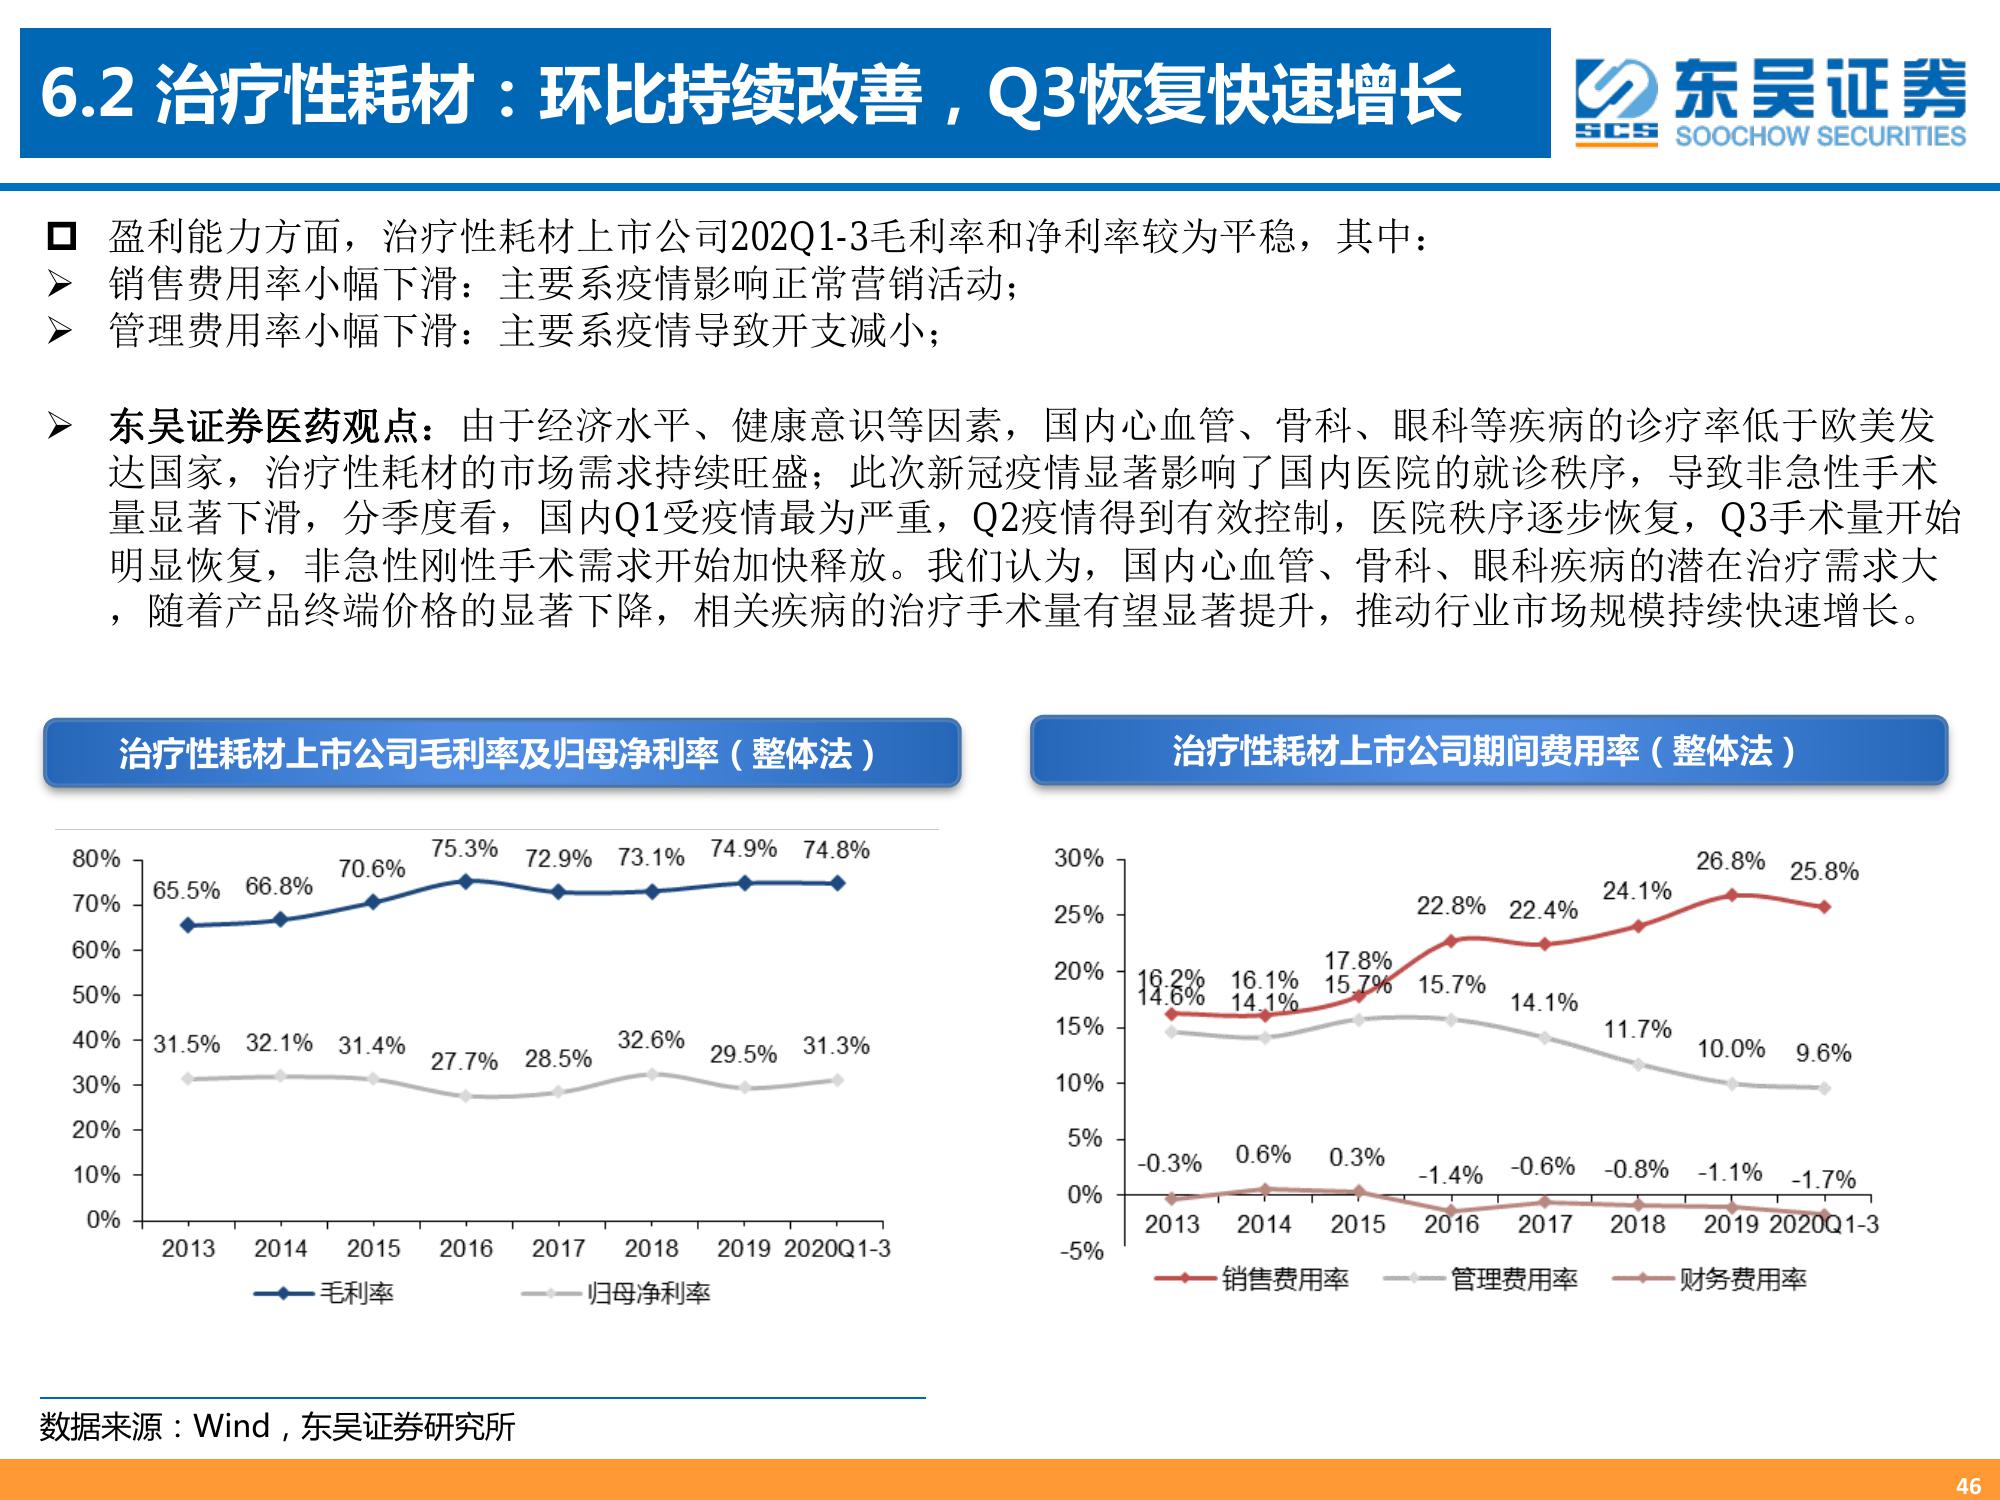 6.2 治疗性耗材：环比持续改善，Q3恢复快速增长
SCS 东吴证券
SOOCHOW SECURITIES
盈利能力方面，治疗性耗材上市公司202Q1-3毛利率和净利率较为平稳，其中：
销售费用率小幅下滑：主要系疫情影响正常营销活动；
管理费用率小幅下滑：主要系疫情导致开支减小；
东吴证券医药观点：由于经济水平、健康意识等因素，国内心血管、骨科、眼科等疾病的诊疗率低于欧美发
达国家，治疗性耗材的市场需求持续旺盛；此次新冠疫情显著影响了国内医院的就诊秩序，导致非急性手术
量显著下滑，分季度看，国内Q1受疫情最为严重，Q2疫情得到有效控制，医院秩序逐步恢复，Q3手术量开始
明显恢复，非急性刚性手术需求开始加快释放。我们认为，国内心血管、骨科、眼科疾病的潜在治疗需求大
，随着产品终端价格的显著下降，相关疾病的治疗手术量有望显著提升，推动行业市场规模持续快速增长。
治疗性耗材上市公司毛利率及归母净利率（整体法）
80%
70%
60%
50%
40%
30%
20%
10%
0%
65.5% 66.8% 70.6% 75.3% 72.9% 73.1% 74.9% 74.8%
31.5% 32.1% 31.4% 27.7% 28.5% 32.6% 29.5% 31.3%
2013 2014 2015 2016 2017 2018 2019 2020Q1-3
毛利率 归母净利率
治疗性耗材上市公司期间费用率（整体法）
30%
25%
20%
15%
10%
5%
0%
-5%
16.2% 16.1% 17.8% 22.8% 22.4% 24.1% 26.8% 25.8%
14.6% 14.1% 15.7% 15.7% 14.1% 11.7% 10.0% 9.6%
-0.3% 0.6% 0.3% -1.4% -0.6% -0.8% -1.1% -1.7%
2013 2014 2015 2016 2017 2018 2019 2020Q1-3
销售费用率 管理费用率 财务费用率
数据来源：Wind，东吴证券研究所
46